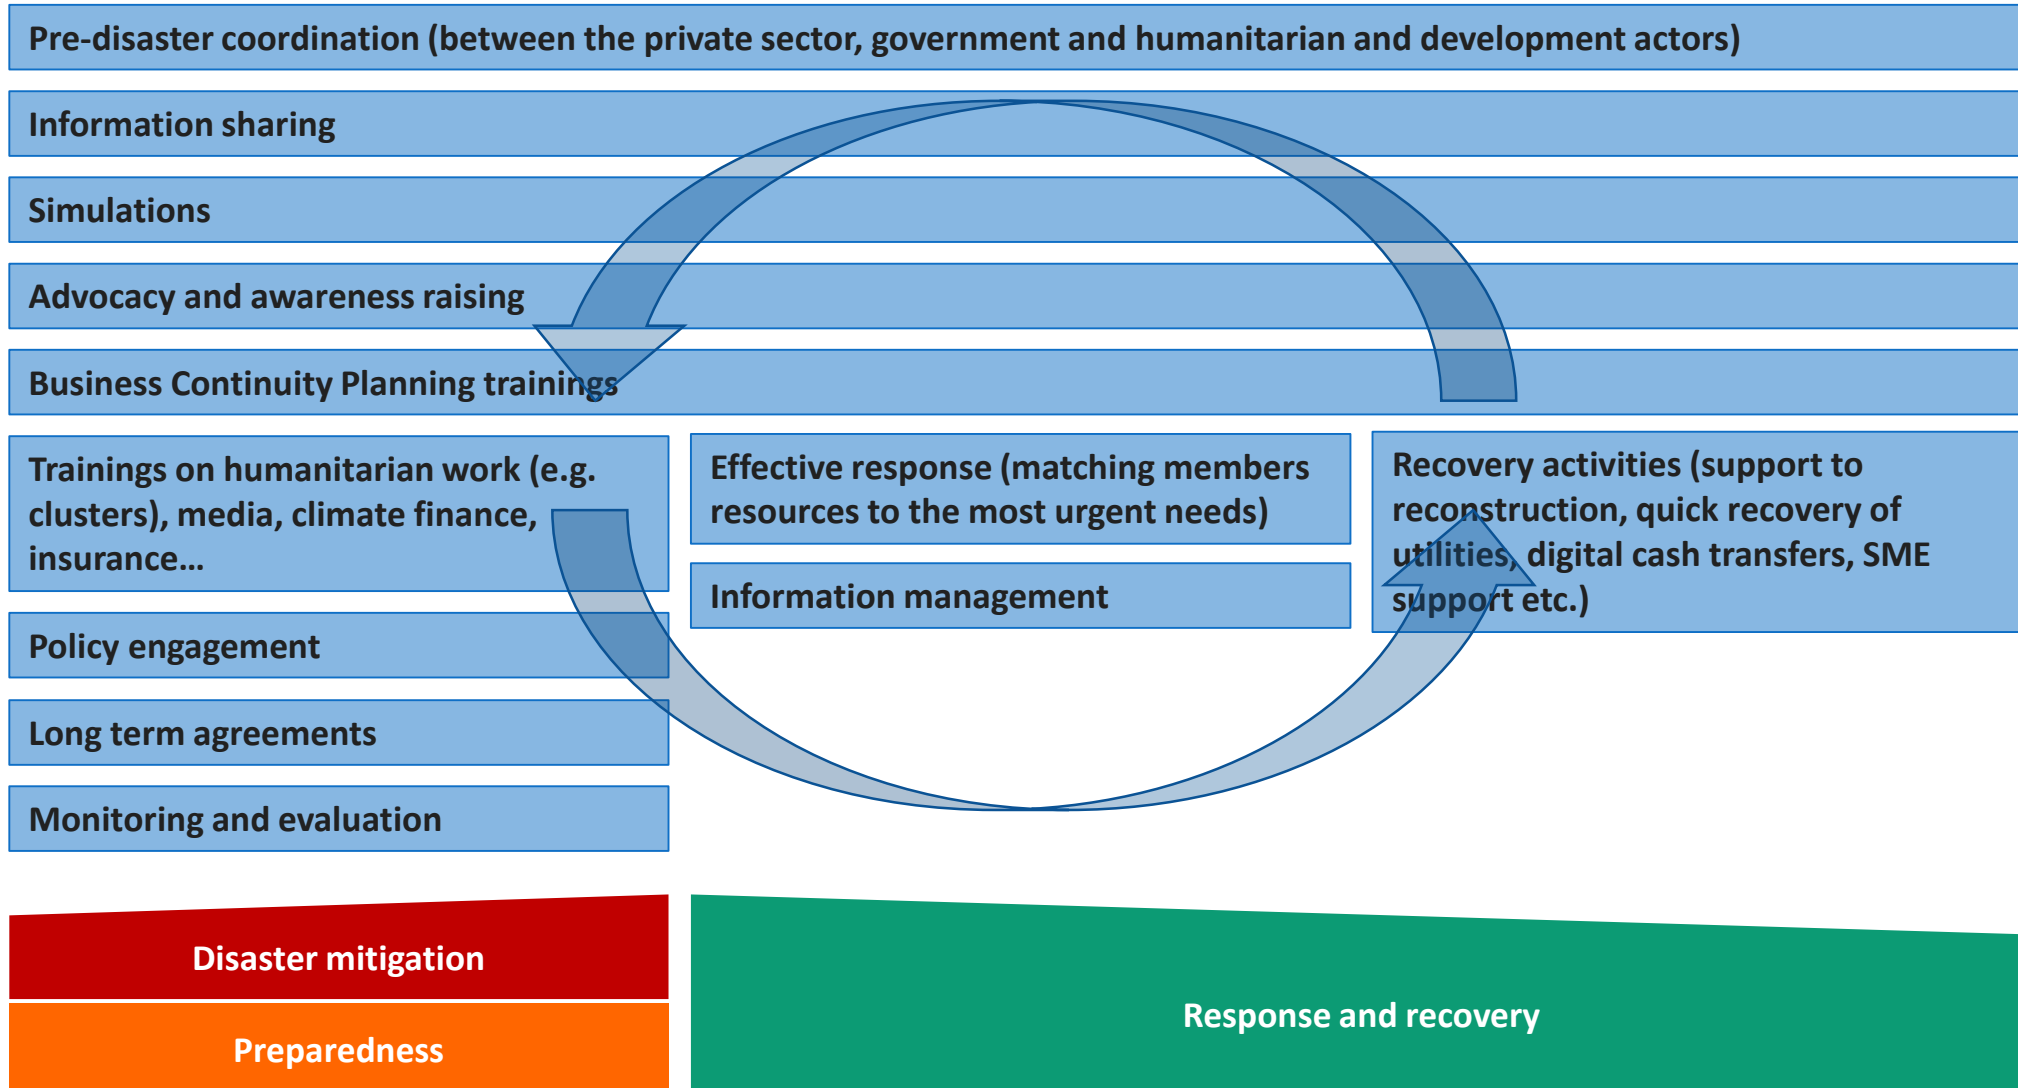 Pre-disaster coordination (between the private sector, government and humanitarian and development actors)
Information sharing
Simulations
Advocacy and awareness raising
Business Continuity Planning trainings
Trainings on humanitarian work (e.g.
clusters), media, climate finance,
insurance…
Policy engagement
Long term agreements
Monitoring and evaluation
Effective response (matching members
resources to the most urgent needs)
Information management
Recovery activities (support to
reconstruction, quick recovery of
utilities, digital cash transfers, SME
support etc.)
Disaster mitigation
Preparedness
Response and recovery